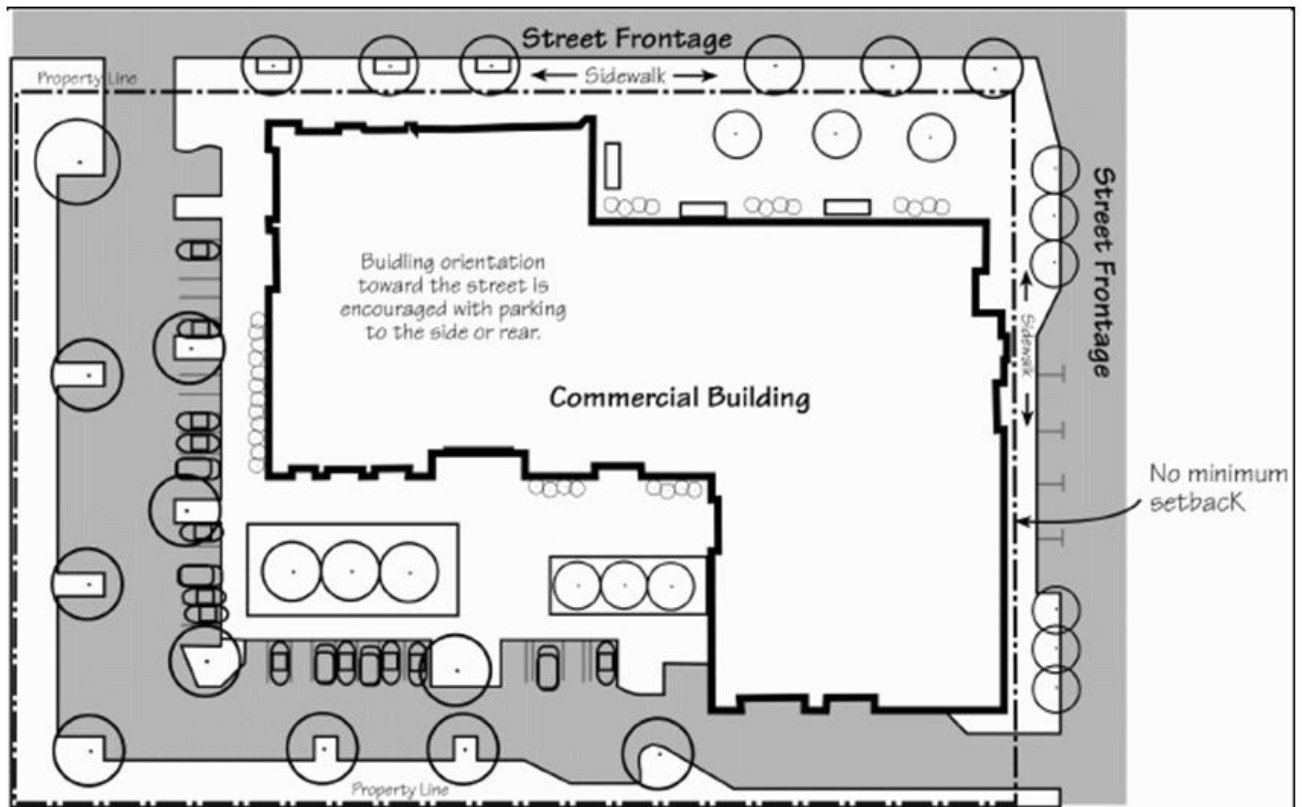 Street Frontage
Property Line
Sidewalk
Street Frontage
Buidling orientation
toward the street is
encouraged with parking
to the side or rear.
Sidewalk
Commercial Building
No minimum
setbacK
Property Line